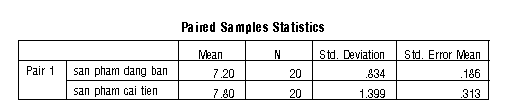 Paired Samples Statistics
Mean N Std. Deviation Std. Error Mean
Pair 1 san pham dang ban 7.20 20 .834 .186
san pham cai tien 7.80 20 1.399 .313